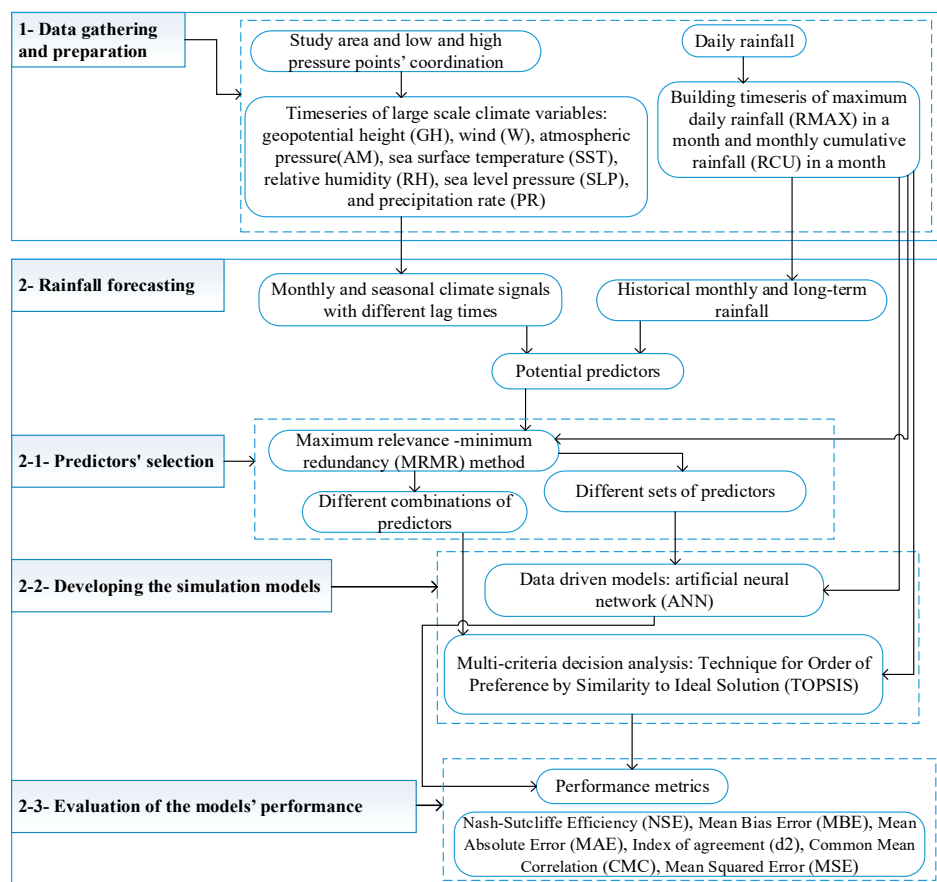 1- Data gathering
and preparation
Study area and low and high
pressure points' coordination
Daily rainfall
Timeseries of large scale climate variables:
geopotential height (GH), wind (W), atmospheric
pressure(AM), sea surface temperature (SST),
relative humidity (RH), sea level pressure (SLP),
and precipitation rate (PR)
Building timeseris of maximum
daily rainfall (RMAX) in a
month and monthly cumulative
rainfall (RCU) in a month
2- Rainfall forecasting
Monthly and seasonal climate signals
with different lag times
Historical monthly and long-term
rainfall
Potential predictors
2-1- Predictors' selection
Maximum relevance -minimum
redundancy (MRMR) method
Different combinations of
predictors
Different sets of predictors
2-2- Developing the simulation models
Data driven models: artificial neural
network (ANN)
Multi-criteria decision analysis: Technique for Order of
Preference by Similarity to Ideal Solution (TOPSIS)
2-3- Evaluation of the models’ performance
Performance metrics
Nash-Sutcliffe Efficiency (NSE), Mean Bias Error (MBE), Mean
Absolute Error (MAE), Index of agreement (d2), Common Mean
Correlation (CMC), Mean Squared Error (MSE)